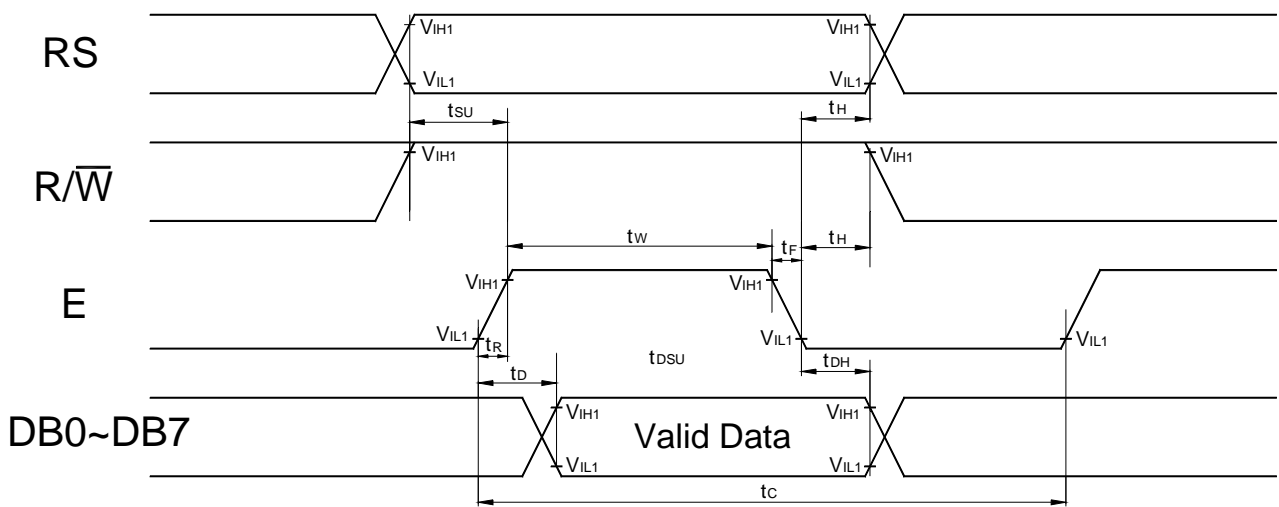 RS
VIH1
VIL1
VIH1
VIL1
tSU
tH
R/W̅
VIH1
VIH1
tW
tF
tH
E
VIH1
VIL1
VIH1
VIL1
VIL1
tR
tD
tDSU
tDH
DB0~DB7
VIH1
VIL1
Valid Data
VIH1
VIL1
tC